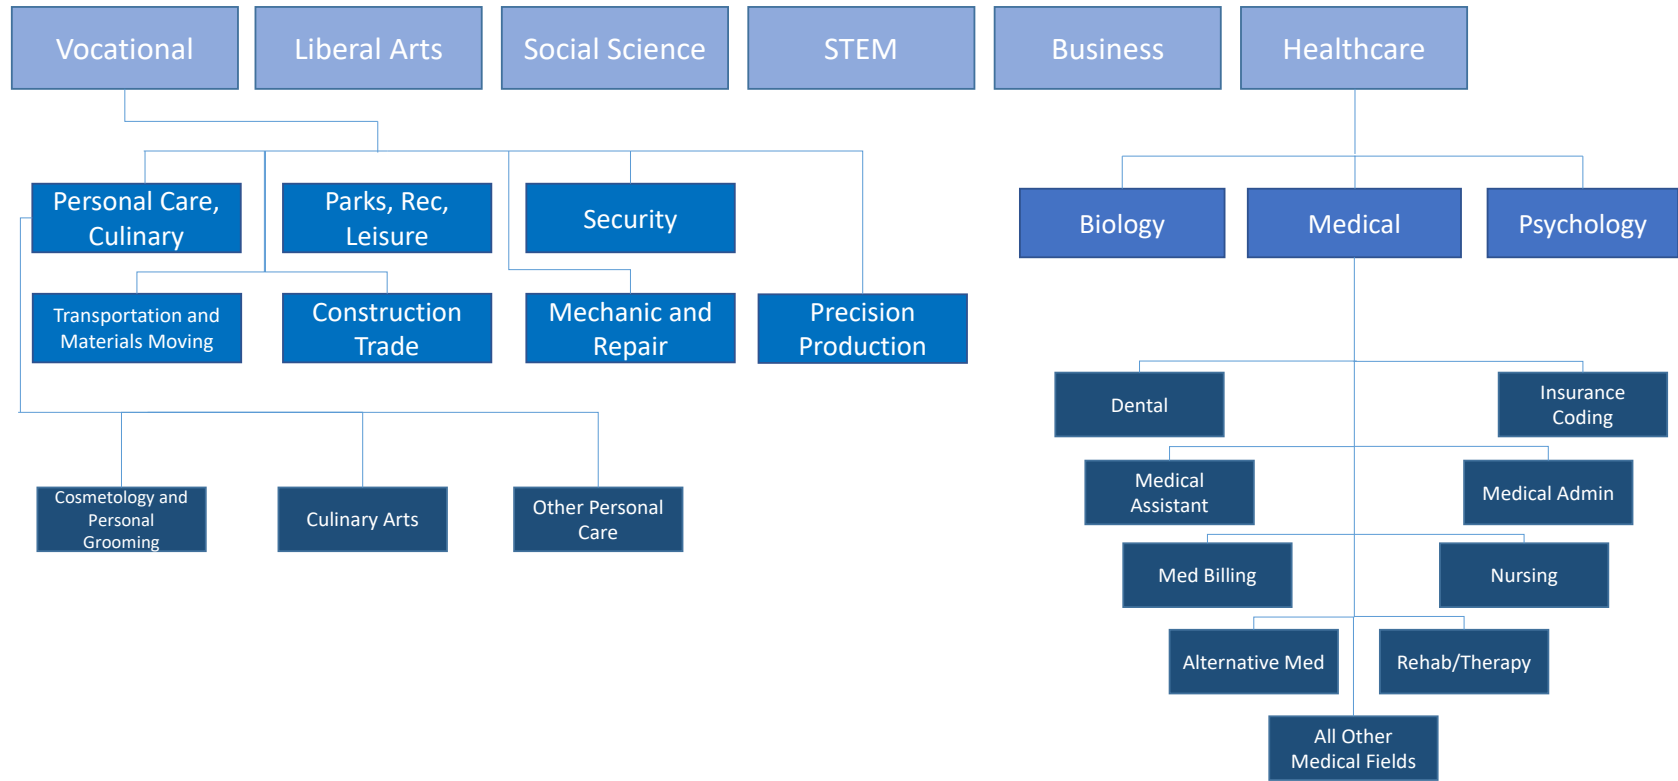 Vocational
Liberal Arts
Social Science
STEM
Business
Healthcare
Personal Care,
Culinary
Parks, Rec,
Leisure
Security
Biology
Medical
Psychology
Transportation and
Materials Moving
Construction
Trade
Mechanic and
Repair
Precision
Production
Dental
Insurance
Coding
Cosmetology and
Personal
Grooming
Culinary Arts
Other Personal
Care
Medical
Assistant
Medical Admin
Med Billing
Nursing
Alternative Med
Rehab/Therapy
All Other
Medical Fields